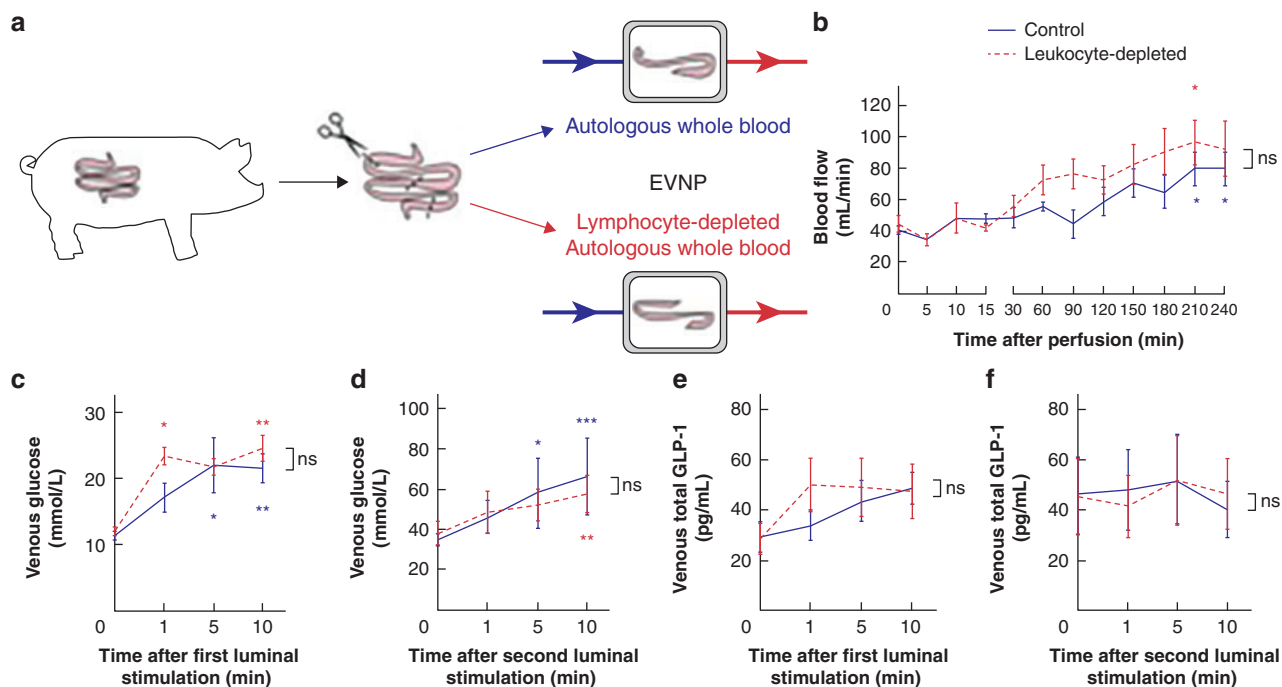 a
Autologous whole blood
EVNP
Lymphocyte-depleted
Autologous whole blood
b
Control
Leukocyte-depleted
Blood flow
(mL/min)
120
100
80
60
40
20
*
ns
* *
0 5 10 15 30 60 90 120 150 180 210 240
Time after perfusion (min)
c
Venous glucose
(mmol/L)
30
20
10
* **
ns
* **
0 1 5 10
Time after first luminal
stimulation (min)
d
Venous glucose
(mmol/L)
100
80
60
40
20
* ***
ns
**
0 1 5 10
Time after second luminal
stimulation (min)
e
Venous total GLP-1
(pg/mL)
80
60
40
20
ns
0 1 5 10
Time after first luminal
stimulation (min)
f
Venous total GLP-1
(pg/mL)
80
60
40
20
ns
0 1 5 10
Time after second luminal
stimulation (min)